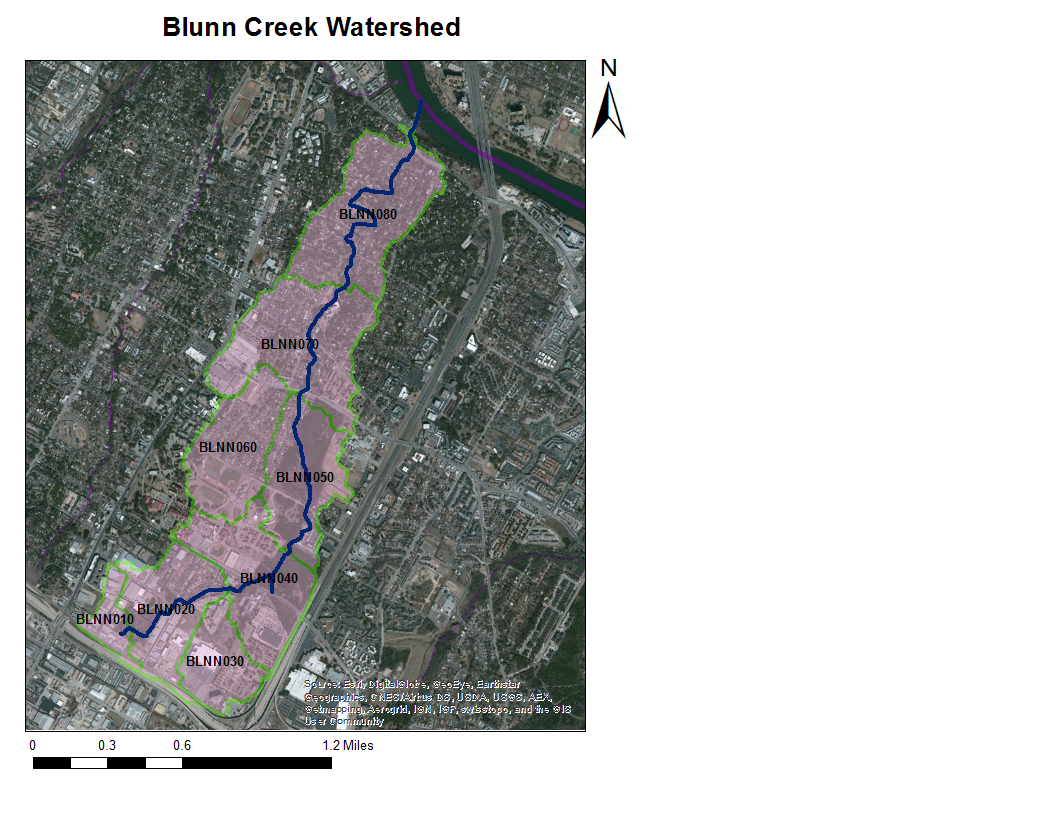 Blunn Creek Watershed
N
BLNN080
BLNN070
BLNN060
BLNN050
BLNN040
BLNN020
BLNN010
BLNN030
Source: Esri, DigitalGlobe, GeoEye, Earthstar
Geographics, CNES/Airbus DS, USDA, USGS, AEX,
Getmapping, Aerogrid, IGN, IGP, swisstopo, and the GIS
User Community
0 0.3 0.6 1.2 Miles